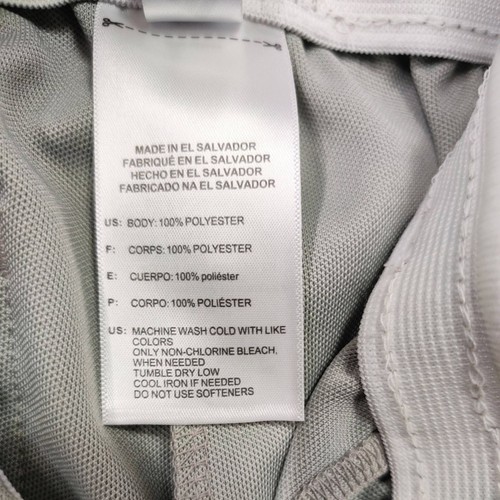 MADE IN EL SALVADOR
FABRIQUÉ EN EL SALVADOR
HECHO EN EL SALVADOR
FABRICADO NA EL SALVADOR
US: BODY: 100% POLYESTER
F: CORPS: 100% POLYESTER
E: CUERPO: 100% poliéster
P: CORPO: 100% POLIÉSTER
US: MACHINE WASH COLD WITH LIKE
COLORS
ONLY NON-CHLORINE BLEACH,
WHEN NEEDED
TUMBLE DRY LOW
COOL IRON IF NEEDED
DO NOT USE SOFTENERS